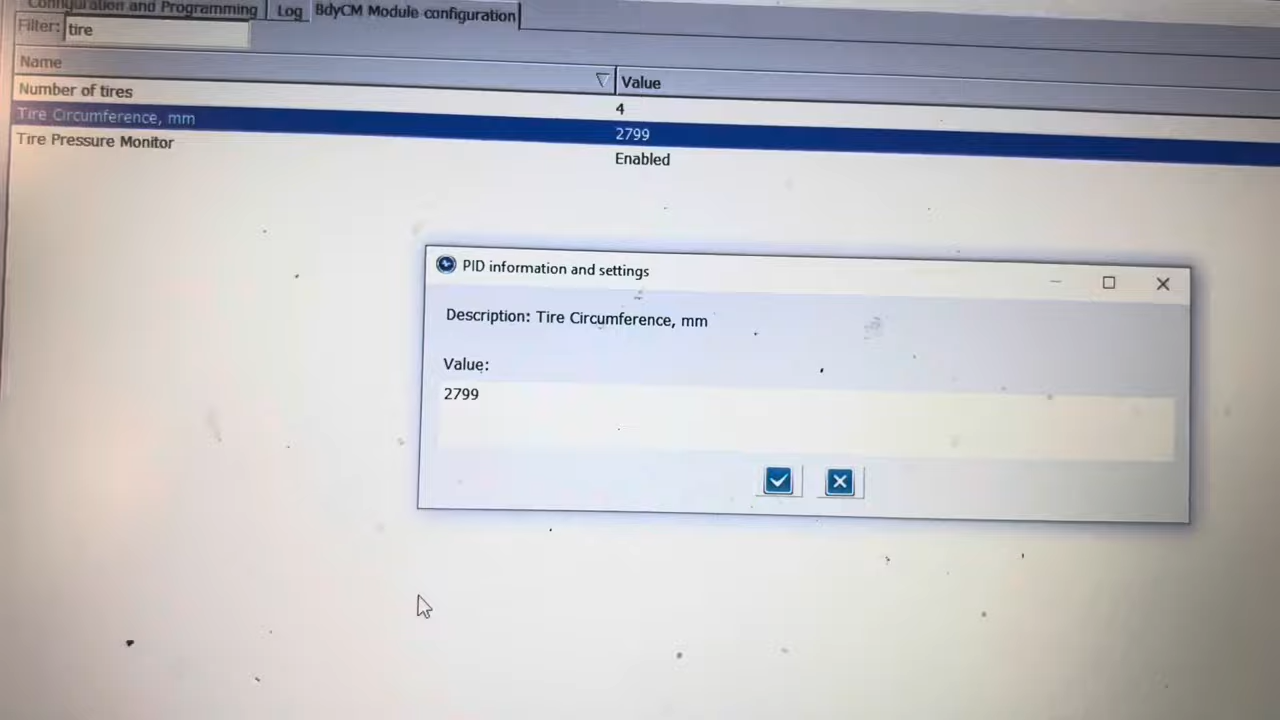 Configuration and Programming Log BdyCM Module configuration
Filter: tire
Name Value
Number of tires 4
Tire Circumference, mm 2799
Tire Pressure Monitor Enabled
PID information and settings
Description: Tire Circumference, mm
Value:
2799